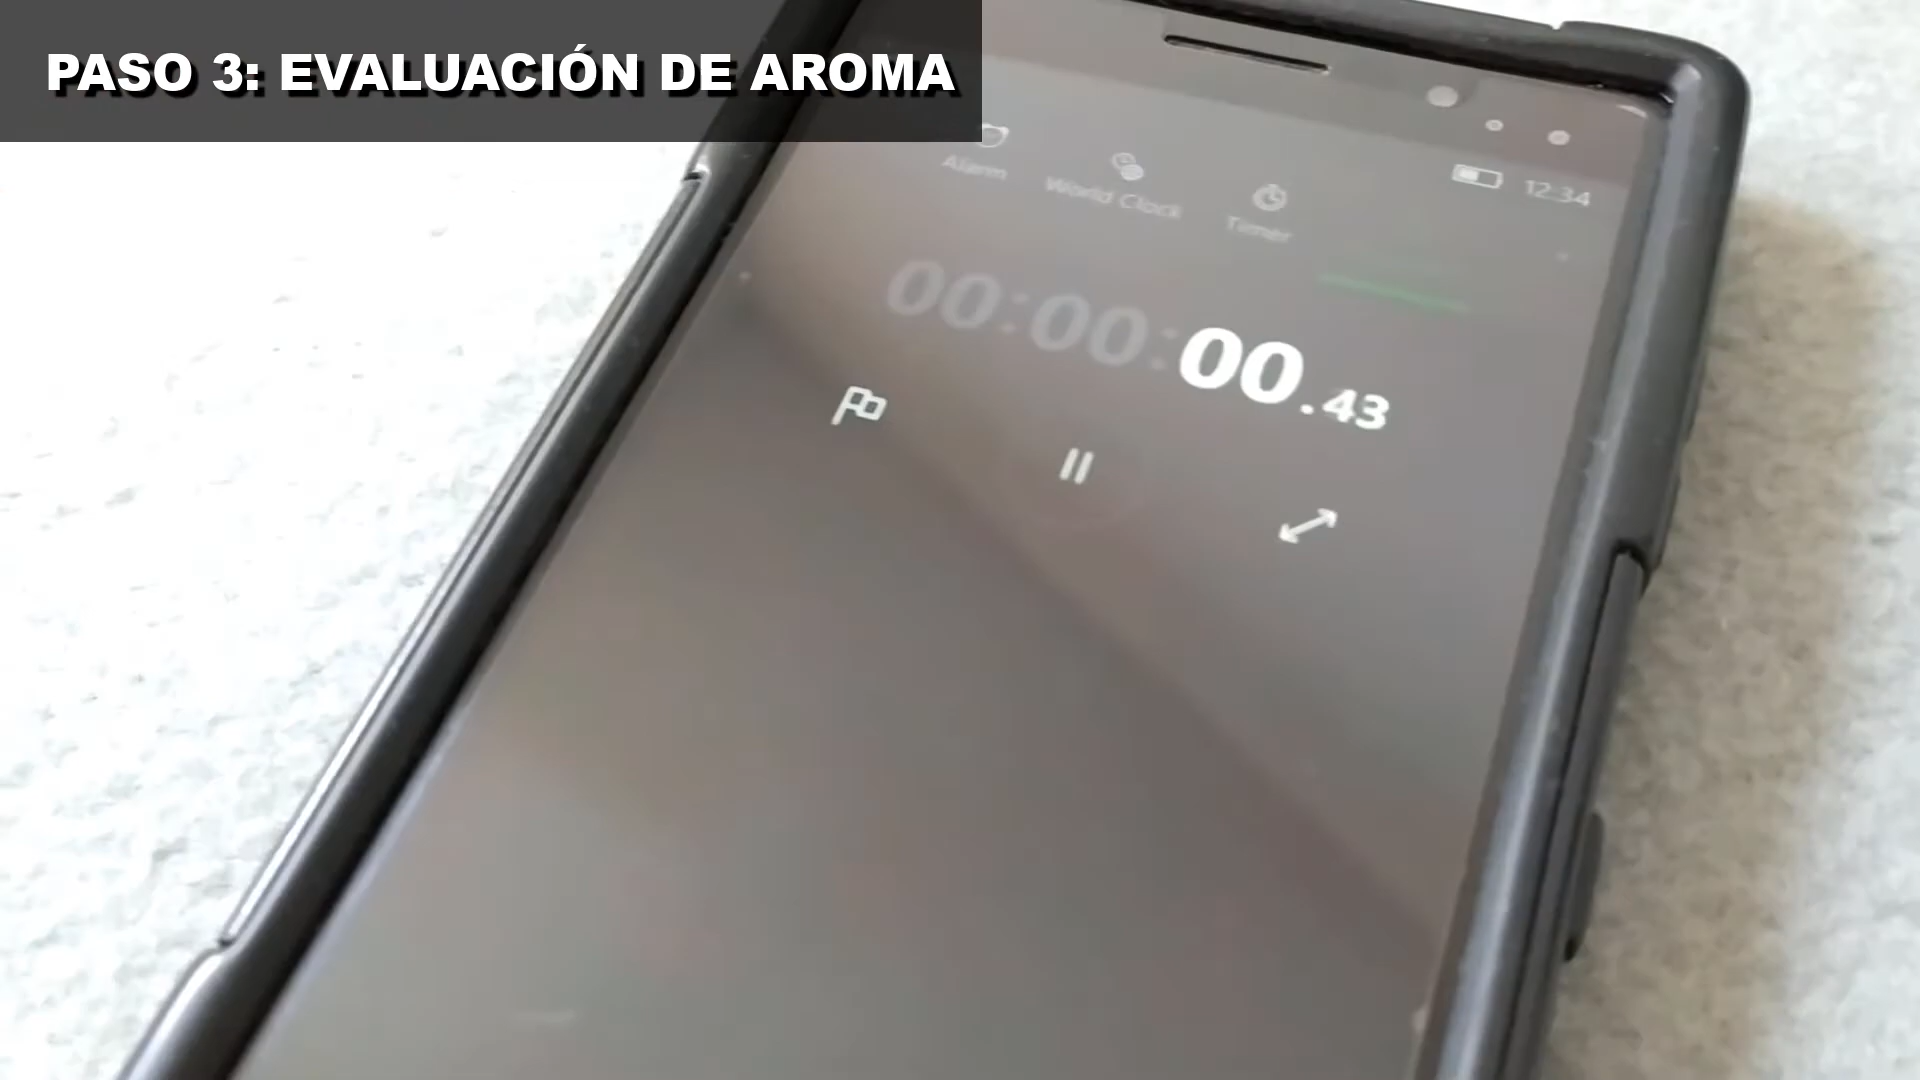 PASO 3: EVALUACIÓN DE AROMA
12:34
Alarm
World Clock
Timer
00:00:00.43